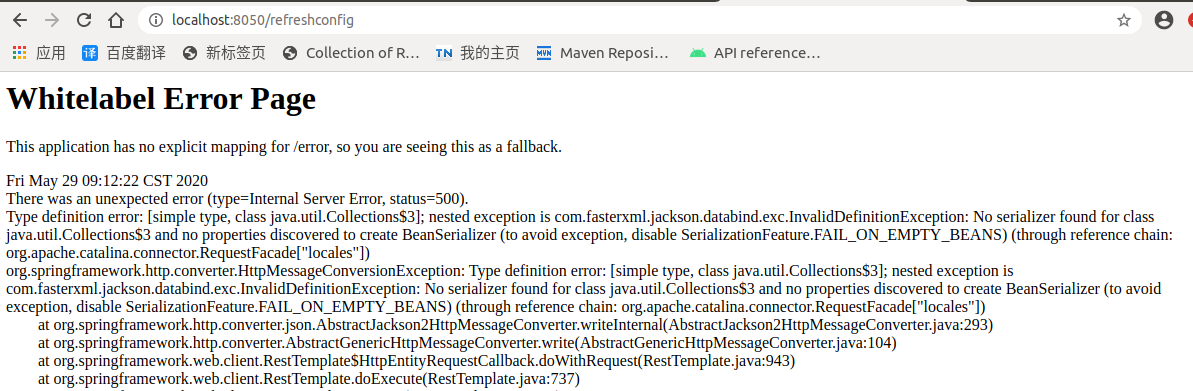 localhost:8050/refreshconfig
应用 译 百度翻译 新标签页 Collection of R… TN 我的主页 MVN Maven Reposi… API reference…
Whitelabel Error Page
This application has no explicit mapping for /error, so you are seeing this as a fallback.
Fri May 29 09:12:22 CST 2020
There was an unexpected error (type=Internal Server Error, status=500).
Type definition error: [simple type, class java.util.Collections$3]; nested exception is com.fasterxml.jackson.databind.exc.InvalidDefinitionException: No serializer found for class
java.util.Collections$3 and no properties discovered to create BeanSerializer (to avoid exception, disable SerializationFeature.FAIL_ON_EMPTY_BEANS) (through reference chain:
org.apache.catalina.connector.RequestFacade["locales"])
org.springframework.http.converter.HttpMessageConversionException: Type definition error: [simple type, class java.util.Collections$3]; nested exception is
com.fasterxml.jackson.databind.exc.InvalidDefinitionException: No serializer found for class java.util.Collections$3 and no properties discovered to create BeanSerializer (to avoid
exception, disable SerializationFeature.FAIL_ON_EMPTY_BEANS) (through reference chain: org.apache.catalina.connector.RequestFacade["locales"])
at org.springframework.http.converter.json.AbstractJackson2HttpMessageConverter.writeInternal(AbstractJackson2HttpMessageConverter.java:293)
at org.springframework.http.converter.AbstractGenericHttpMessageConverter.write(AbstractGenericHttpMessageConverter.java:104)
at org.springframework.web.client.RestTemplate$HttpEntityRequestCallback.doWithRequest(RestTemplate.java:943)
at org.springframework.web.client.RestTemplate.doExecute(RestTemplate.java:737)